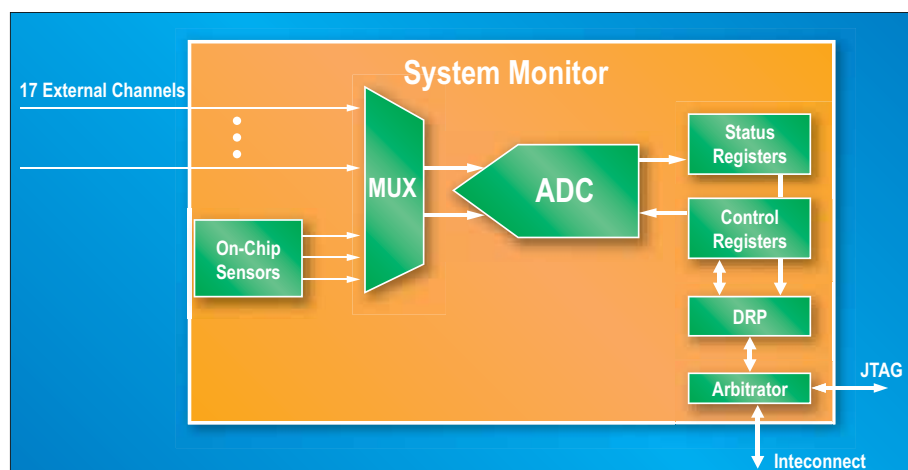 System Monitor
17 External Channels
MUX
ADC
Status
Registers
Control
Registers
On-Chip
Sensors
DRP
Arbitrator
JTAG
Inteconnect